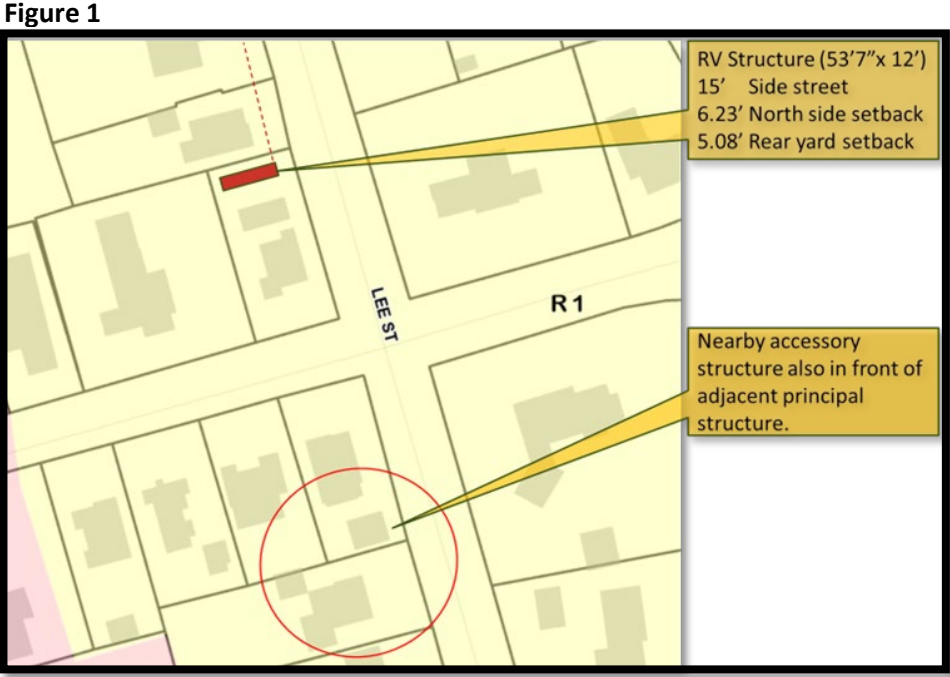 Figure 1
RV Structure (53’7”x 12’)
15’ Side street
6.23’ North side setback
5.08’ Rear yard setback
LEE ST
R 1
Nearby accessory
structure also in front of
adjacent principal
structure.